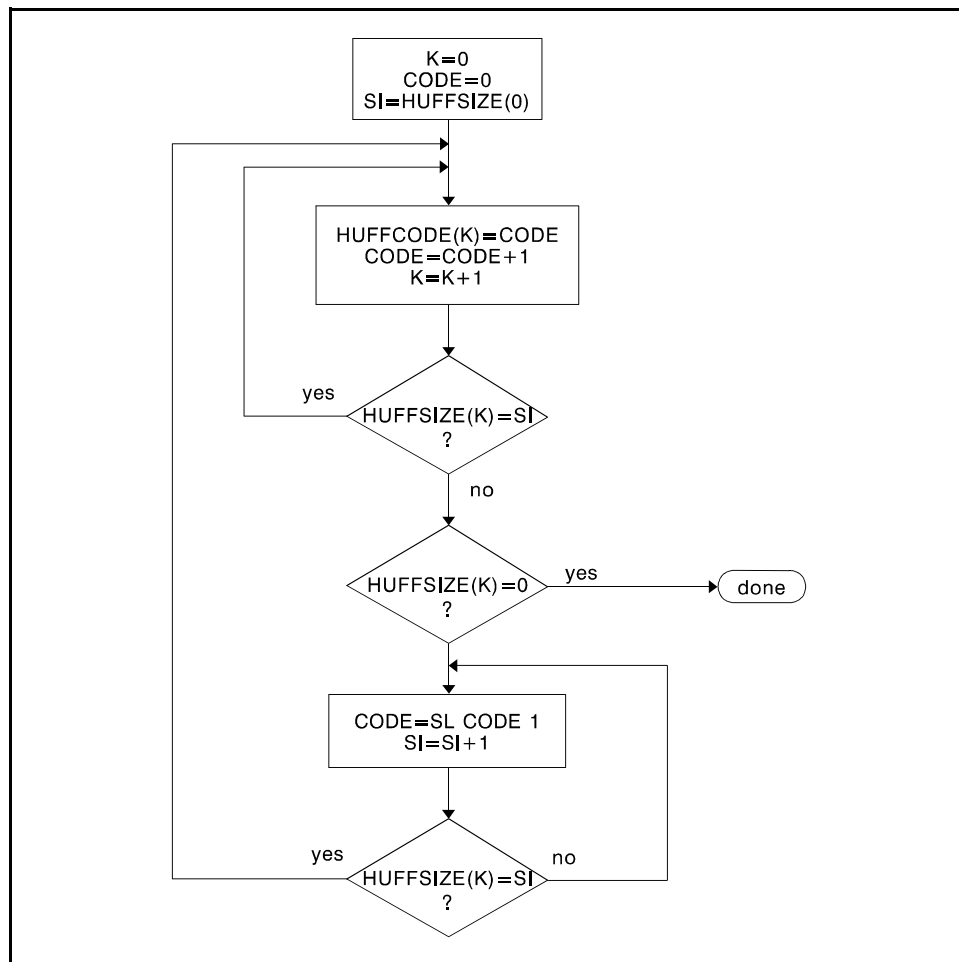 K=0
CODE=0
SI=HUFFSIZE(0)
HUFFCODE(K)=CODE
CODE=CODE+1
K=K+1
yes
HUFFSIZE(K)=SI
?
no
HUFFSIZE(K)=0
?
yes
done
CODE=SL CODE 1
SI=SI+1
yes
no
HUFFSIZE(K)=SI
?